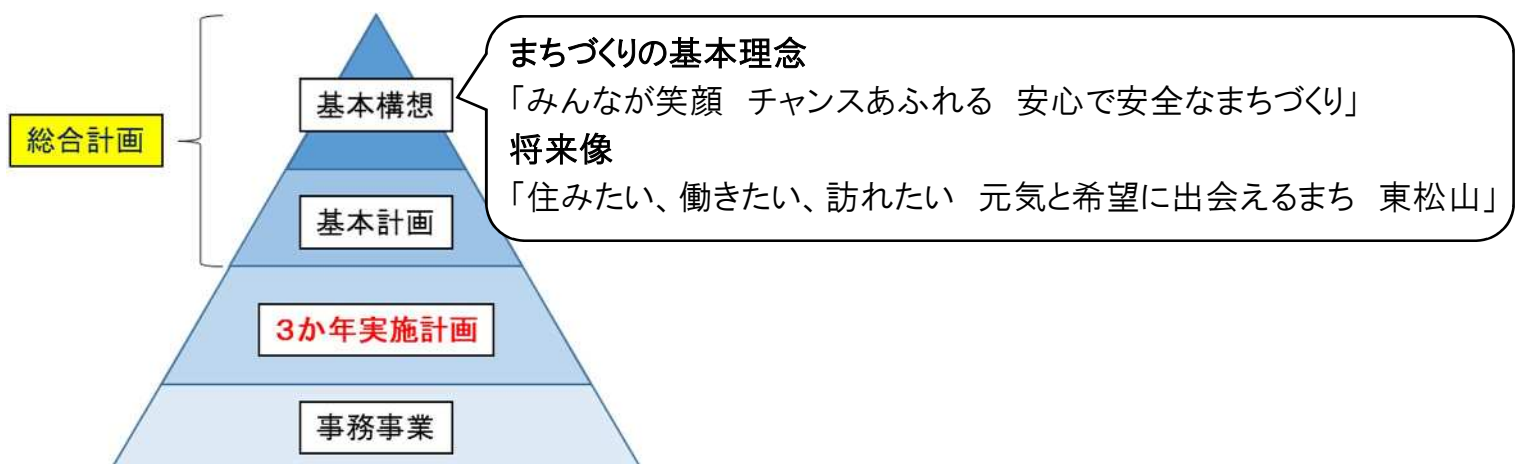 総合計画
基本構想
まちづくりの基本理念
「みんなが笑顔　チャンスあふれる　安心で安全なまちづくり」
将来像
「住みたい、働きたい、訪れたい　元気と希望に出会えるまち　東松山」
基本計画
3か年実施計画
事務事業